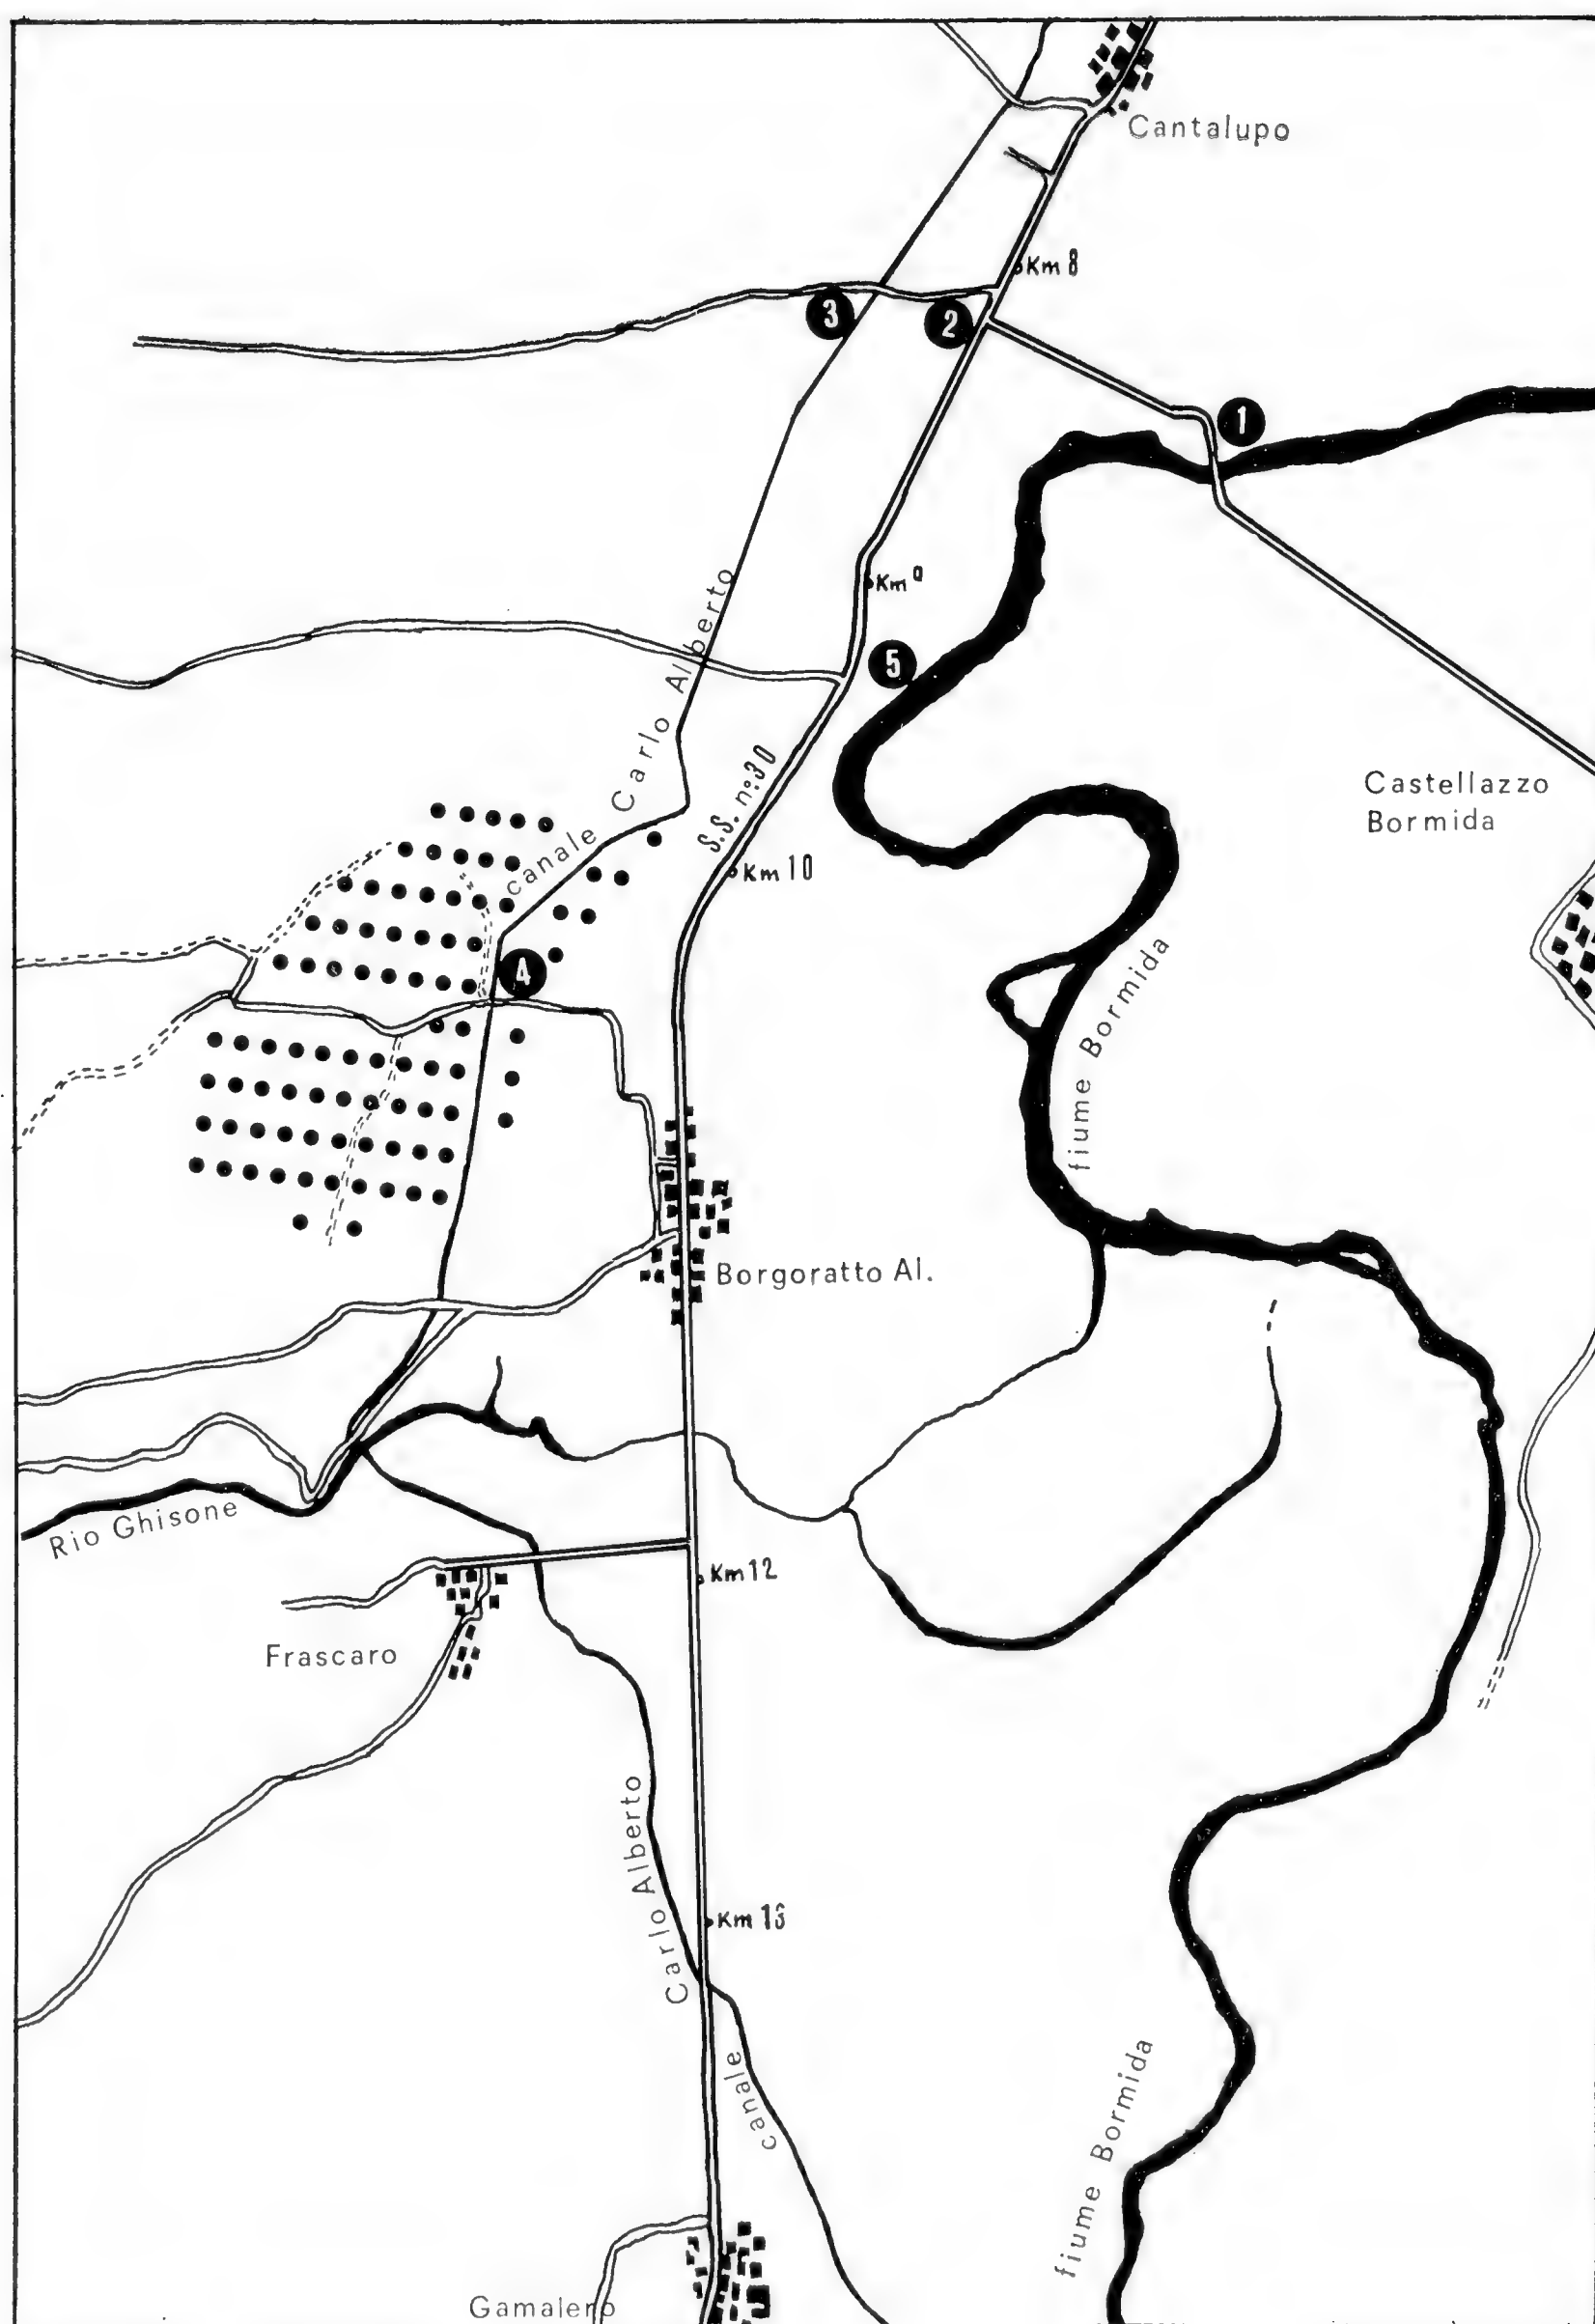 Cantalupo
Km 8
3
2
1
Km 9
5
canale Carlo Alberto
S.S. n:30
Castellazzo
Bormida
Km 10
4
fiume Bormida
Borgoratto Al.
Rio Ghisone
Km 12
Frascaro
Km 13
canale Carlo Alberto
fiume Bormida
Gamalero